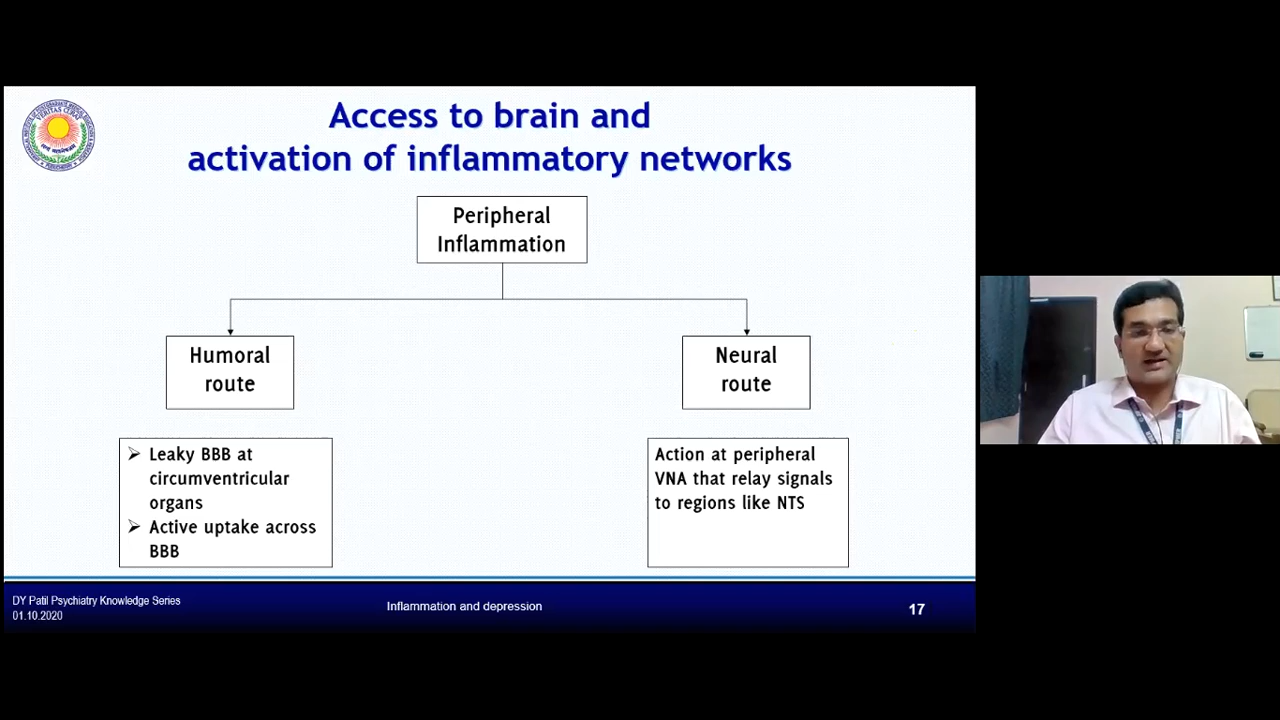 Access to brain and
activation of inflammatory networks
Peripheral
Inflammation
Humoral
route
Neural
route
➢ Leaky BBB at
circumventricular
organs
➢ Active uptake across
BBB
Action at peripheral
VNA that relay signals
to regions like NTS
DY Patil Psychiatry Knowledge Series
01.10.2020
Inflammation and depression
17